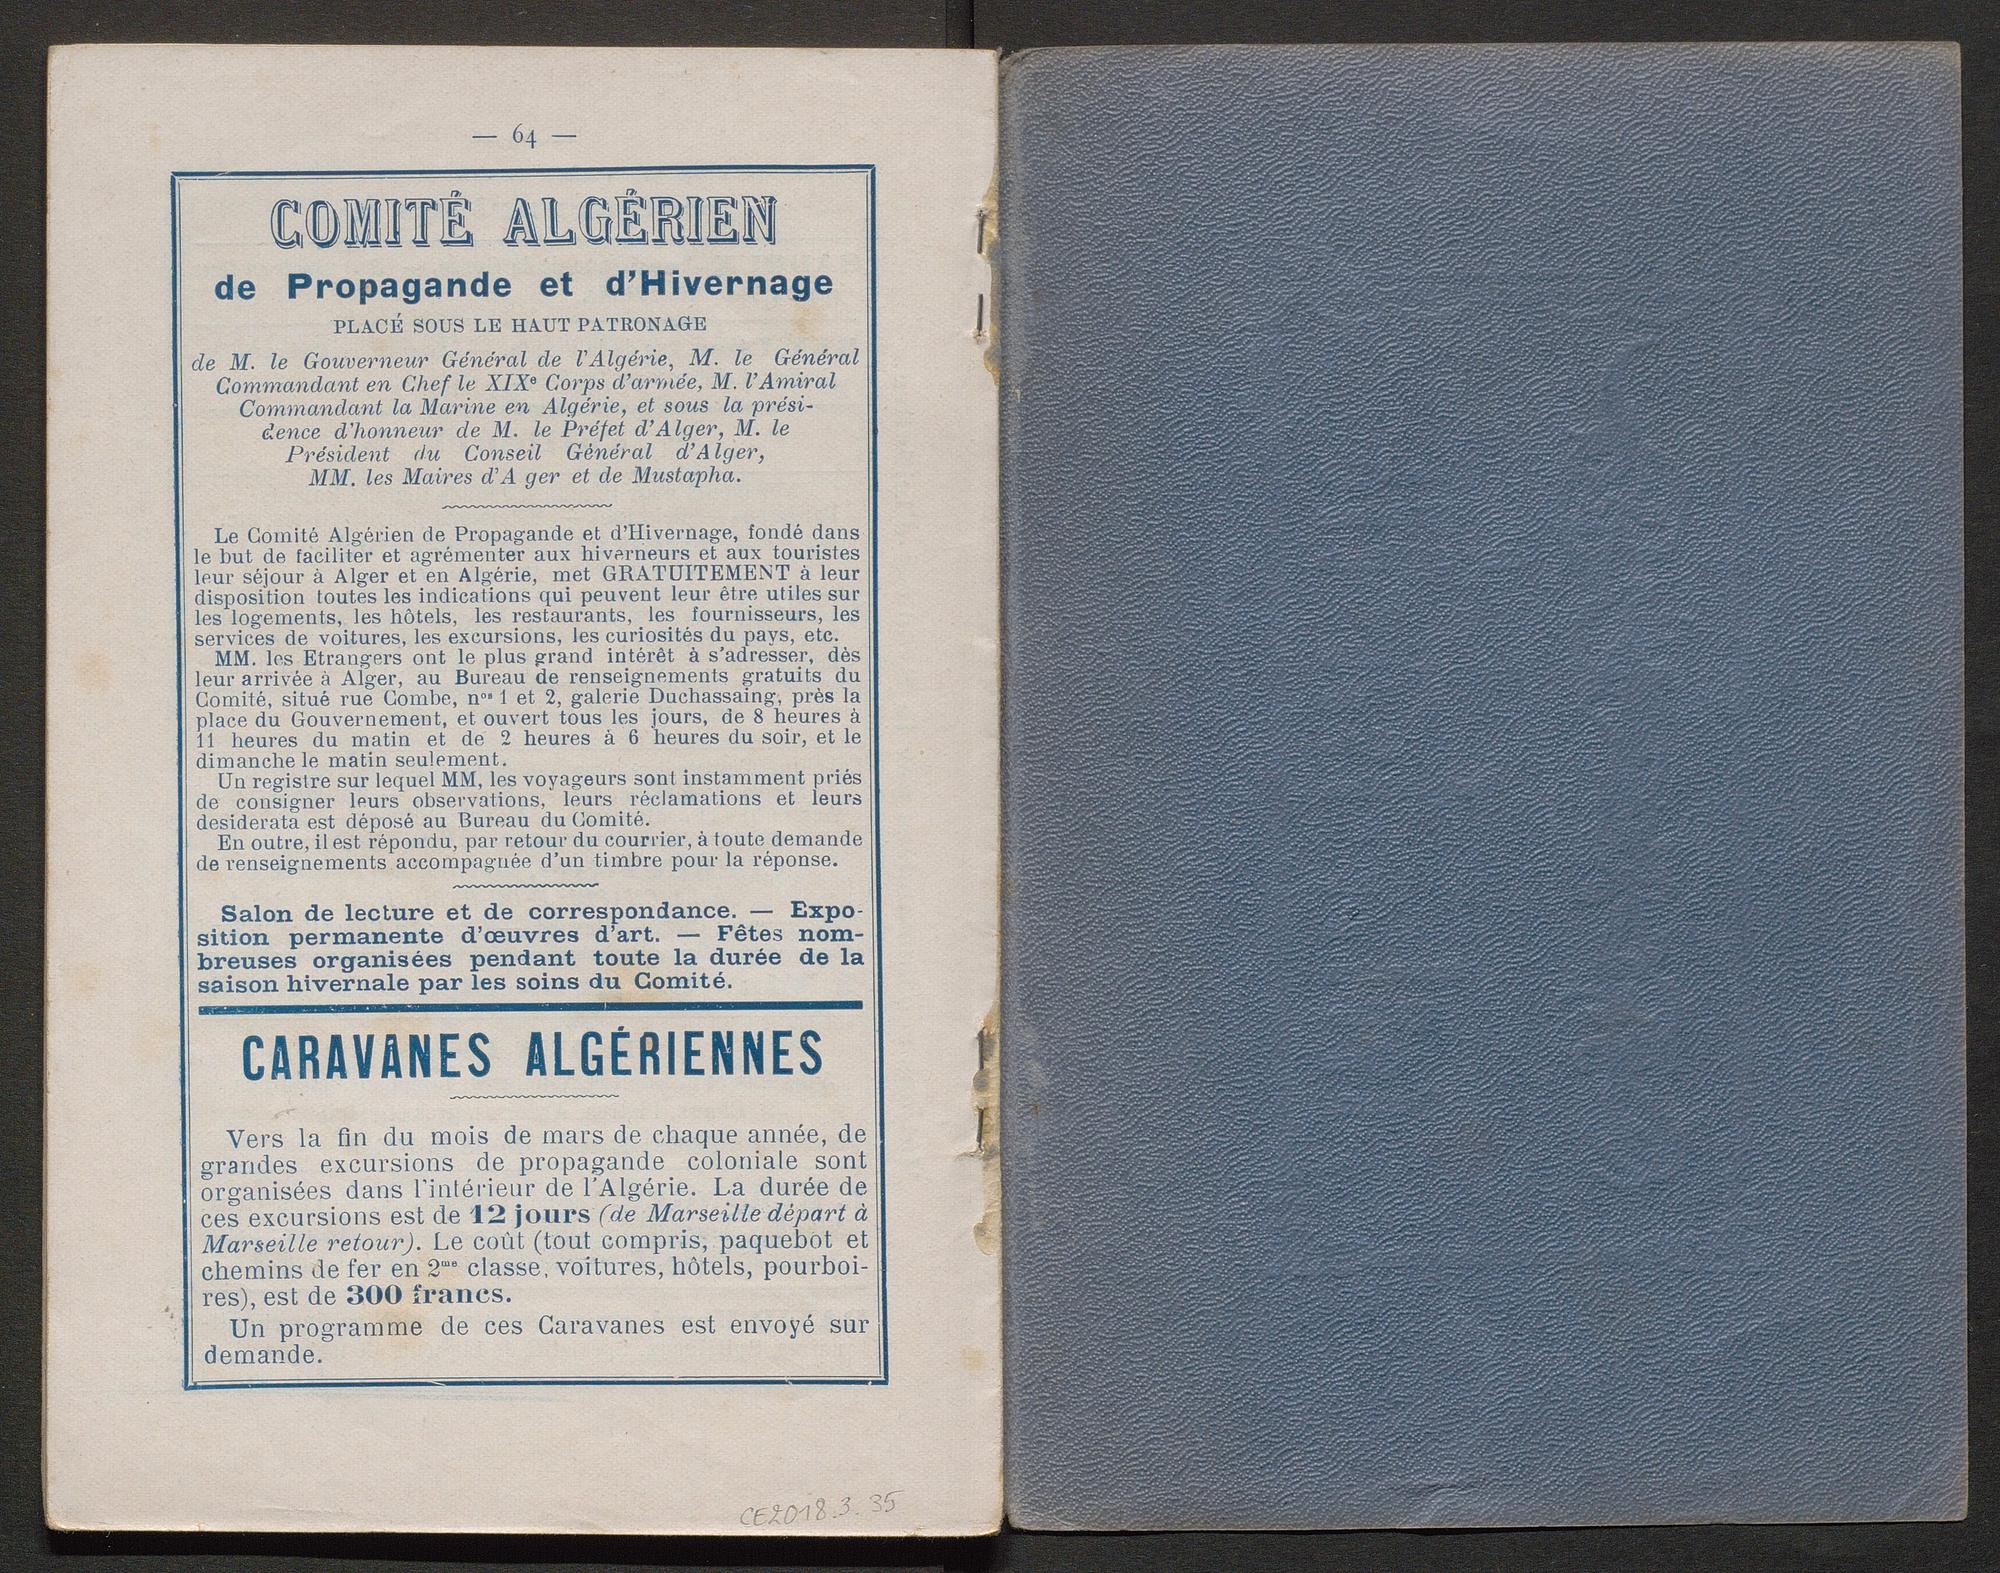 — 64 —
COMITÉ ALGÉRIEN
de Propagande et d'Hivernage
PLACÉ SOUS LE HAUT PATRONAGE
de M. le Gouverneur Général de l'Algérie, M. le Général
Commandant en Chef le XIXe Corps d'armée, M. l'Amiral
Commandant la Marine en Algérie, et sous la prési-
dence d'honneur de M. le Préfet d'Alger, M. le
Président du Conseil Général d'Alger,
MM. les Maires d'A ger et de Mustapha.
Le Comité Algérien de Propagande et d'Hivernage, fondé dans
le but de faciliter et agrémenter aux hiverneurs et aux touristes
leur séjour à Alger et en Algérie, met GRATUITEMENT à leur
disposition toutes les indications qui peuvent leur être utiles sur
les logements, les hôtels, les restaurants, les fournisseurs, les
services de voitures, les excursions, les curiosités du pays, etc.
MM. les Etrangers ont le plus grand intérêt à s'adresser, dès
leur arrivée à Alger, au Bureau de renseignements gratuits du
Comité, situé rue Combe, nos 1 et 2, galerie Duchassaing, près la
place du Gouvernement, et ouvert tous les jours, de 8 heures à
11 heures du matin et de 2 heures à 6 heures du soir, et le
dimanche le matin seulement.
Un registre sur lequel MM, les voyageurs sont instamment priés
de consigner leurs observations, leurs réclamations et leurs
desiderata est déposé au Bureau du Comité.
En outre, il est répondu, par retour du courrier, à toute demande
de renseignements accompagnée d'un timbre pour la réponse.
Salon de lecture et de correspondance. — Expo-
sition permanente d'œuvres d'art. — Fêtes nom-
breuses organisées pendant toute la durée de la
saison hivernale par les soins du Comité.
CARAVANES ALGÉRIENNES
Vers la fin du mois de mars de chaque année, de
grandes excursions de propagande coloniale sont
organisées dans l'intérieur de l'Algérie. La durée de
ces excursions est de 12 jours (de Marseille départ à
Marseille retour). Le coût (tout compris, paquebot et
chemins de fer en 2me classe, voitures, hôtels, pourboi-
res), est de 300 francs.
Un programme de ces Caravanes est envoyé sur
demande.
CE2018.3.35